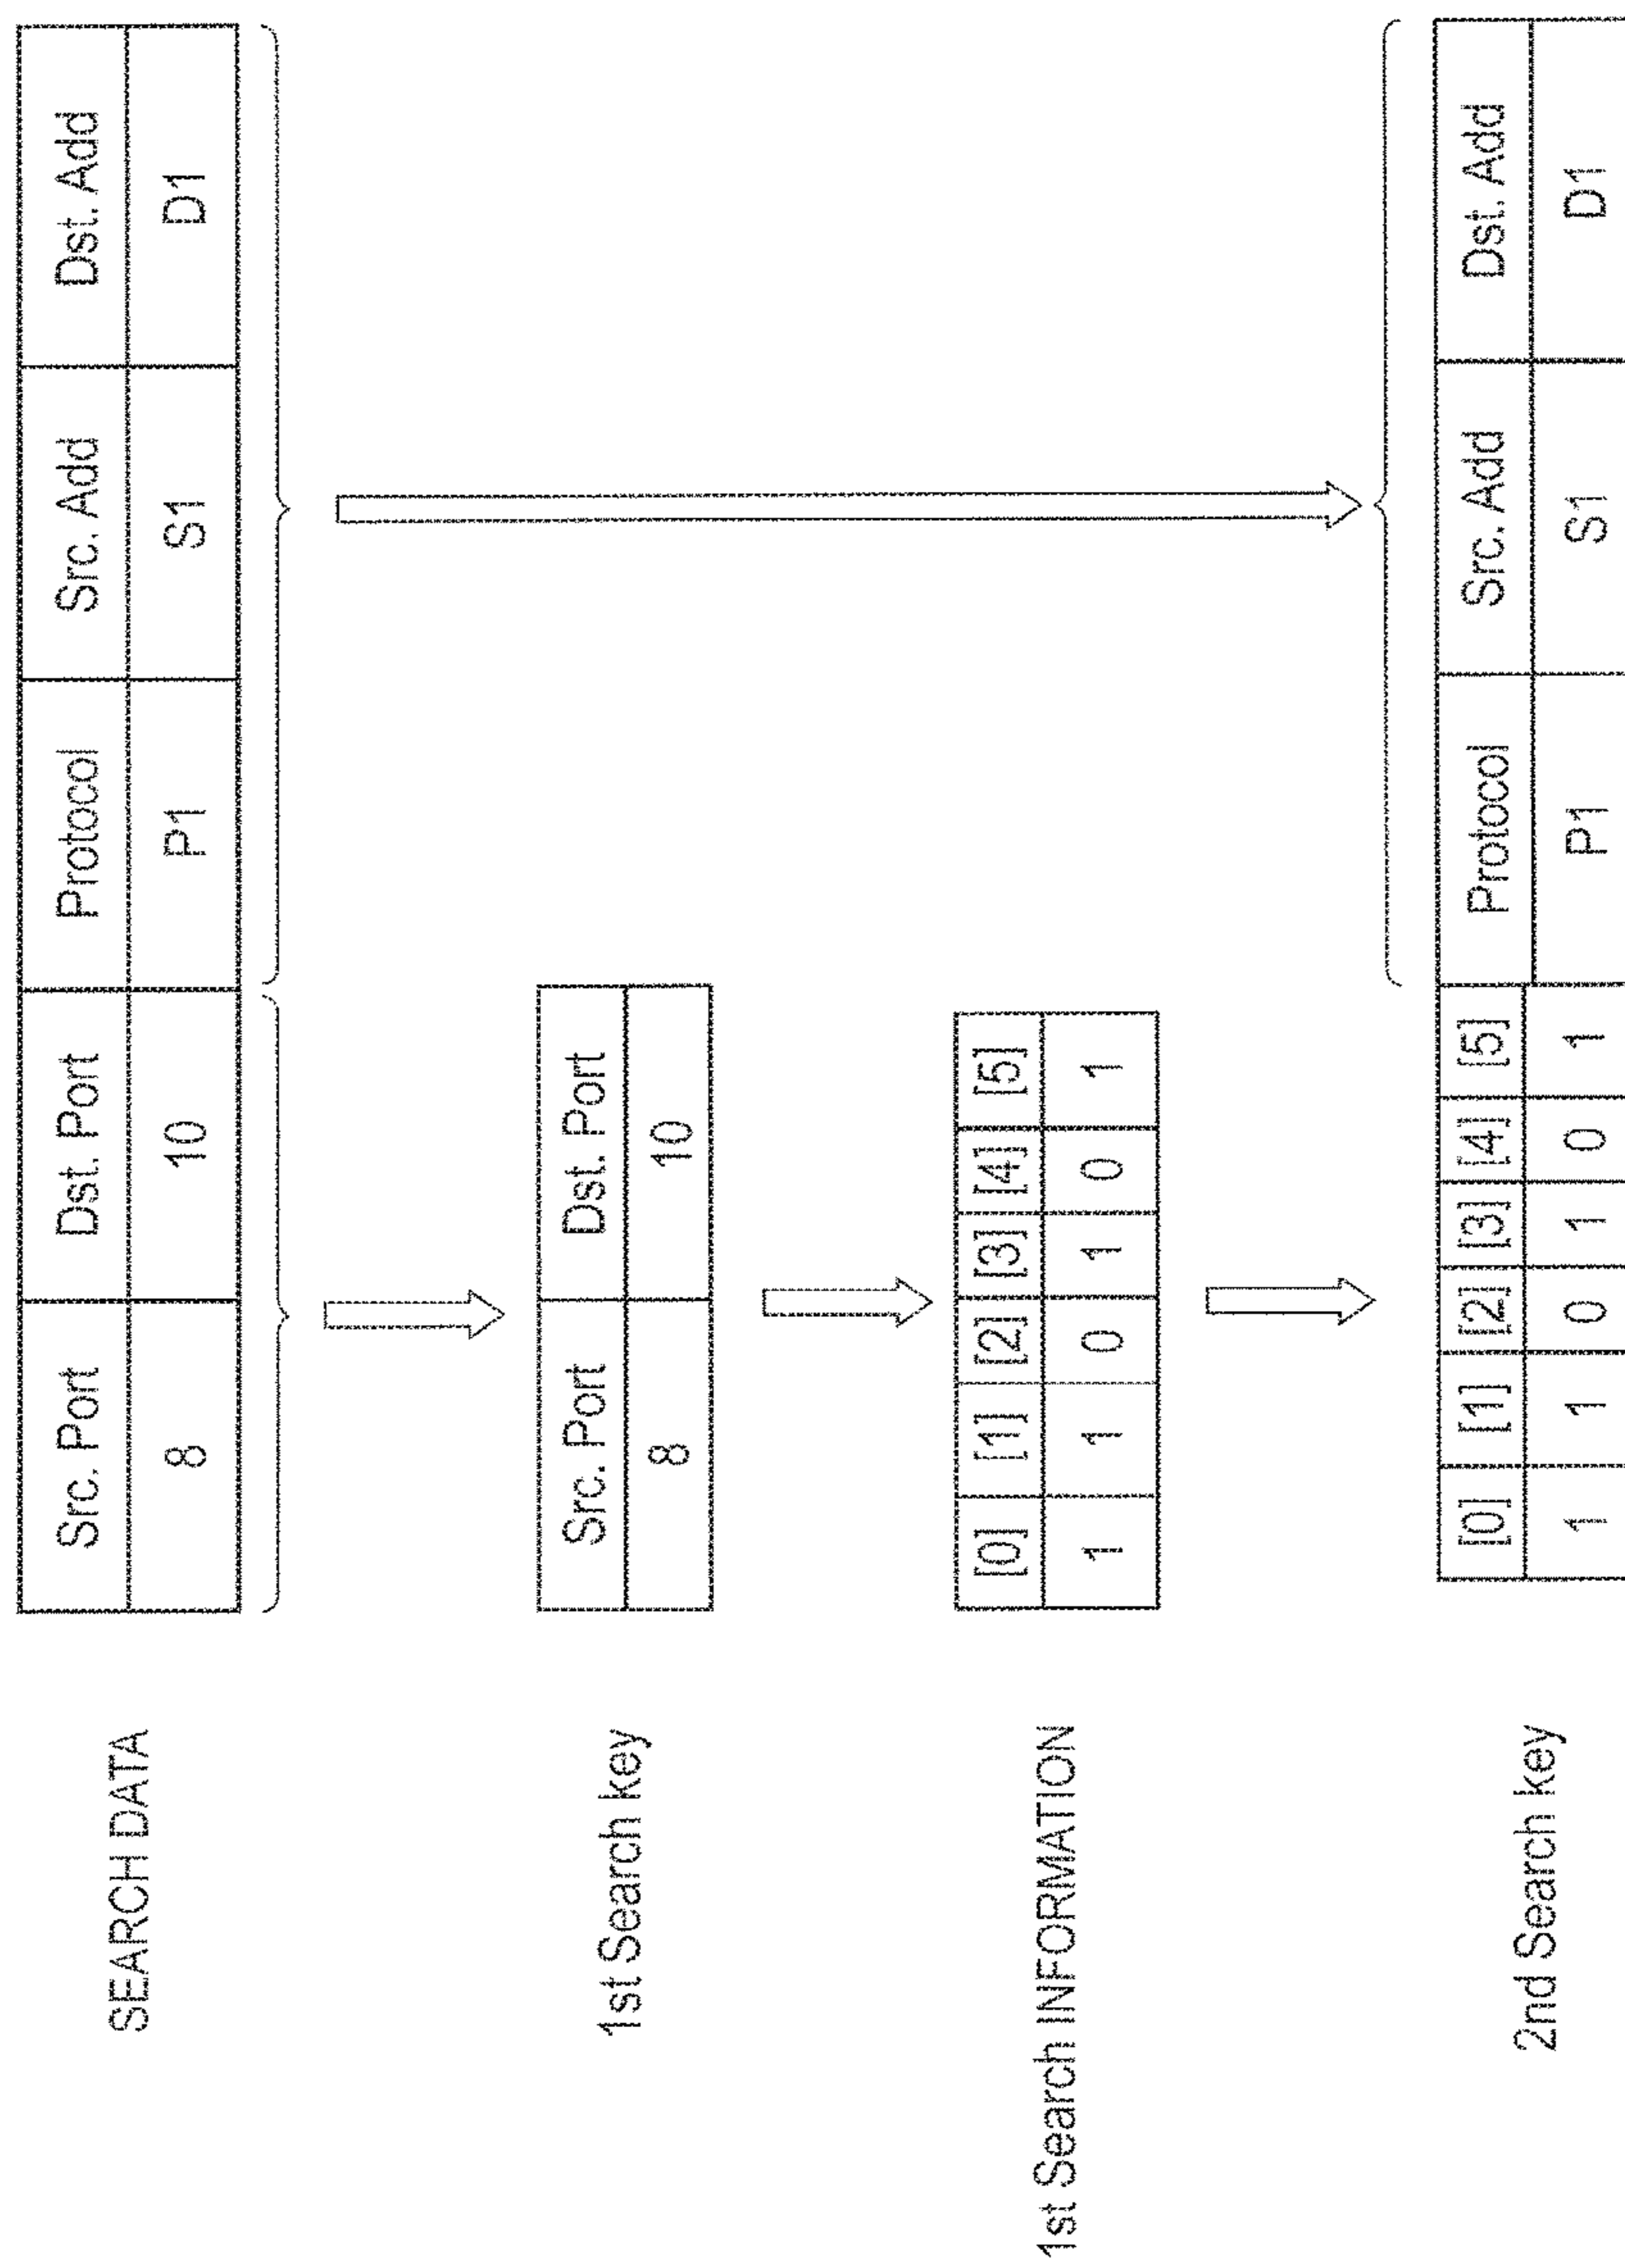 SEARCH DATA
Src. Port Dst. Port Protocol Src. Add Dst. Add
8 10 P1 S1 D1
1st Search key
Src. Port Dst. Port
8 10
1st Search INFORMATION
[0] [1] [2] [3] [4] [5]
1 1 0 1 0 1
2nd Search key
[0] [1] [2] [3] [4] [5] Protocol Src. Add Dst. Add
1 1 0 1 0 1 P1 S1 D1